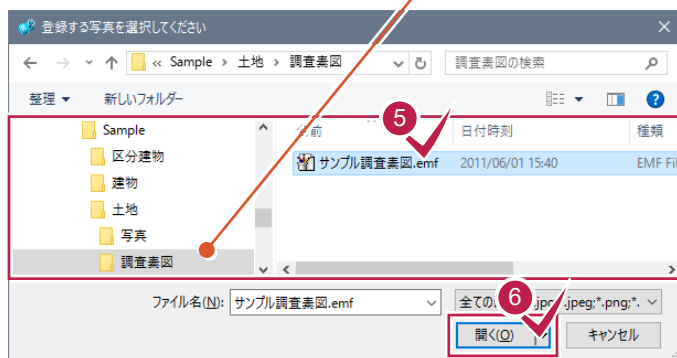 登録する写真を選択してください
« Sample › 土地 › 調査素図
調査素図の検索
整理 新しいフォルダー
5
日付時刻 種類
Sample
区分建物
建物
土地
写真
調査素図
サンプル調査素図.emf 2011/06/01 15:40 EMF Fil
ファイル名(N): サンプル調査素図.emf
6
jpeg;*.png;*.
開く(O) キャンセル